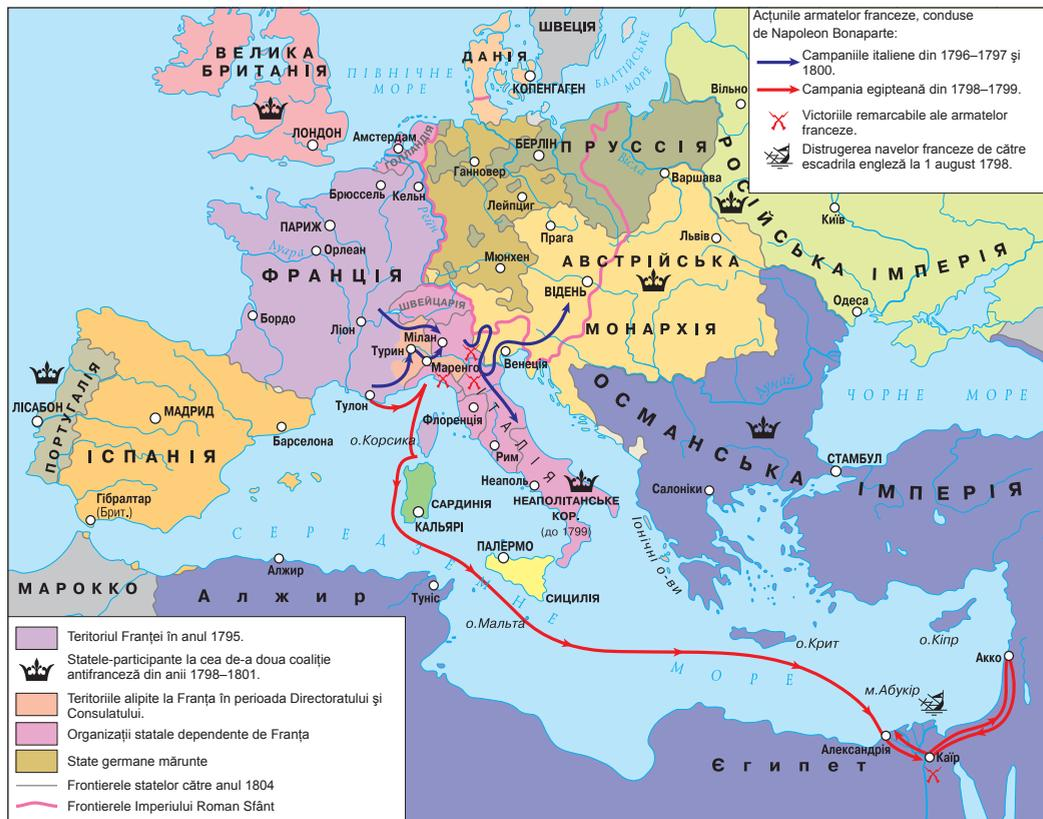 Acțiunile armatelor franceze, conduse
de Napoleon Bonaparte:
Campaniile italiene din 1796–1797 și
1800.
Campania egipteană din 1798–1799.
Victoriile remarcabile ale armatelor
franceze.
Distrugerea navelor franceze de către
escadrila engleză la 1 august 1798.
ШВЕЦІЯ
ВЕЛИКА
БРИТАНІЯ
ДАНІЯ
ПІВНІЧНЕ
МОРЕ
БАЛТІЙСЬКЕ
МОРЕ
КОПЕНГАГЕН
Вільно
ЛОНДОН
Амстердам
ГОЛЛАНДІЯ
БЕРЛІН
ПРУССІЯ
Ганновер
Вісла
Варшава
РОСІЙСЬКА ІМПЕРІЯ
Брюссель
Кельн
Лейпциг
Рейн
Київ
ПАРИЖ
Прага
Львів
Луара
Орлеан
Мюнхен
АВСТРІЙСЬКА
МОНАРХІЯ
ФРАНЦІЯ
ВІДЕНЬ
ШВЕЙЦАРІЯ
Одеса
Бордо
Ліон
Мілан
Турин
Маренго
Венеція
Дунай
ЧОРНЕ МОРЕ
ОСМАНСЬКА ІМПЕРІЯ
ПОРТУГАЛІЯ
ЛІСАБОН
МАДРИД
Тулон
Флоренція
ІТАЛІЯ
о.Корсика
Барселона
ІСПАНІЯ
Рим
СТАМБУЛ
Неаполь
НЕАПОЛІТАНСЬКЕ
КОР.
(до 1799)
Салоніки
Гібралтар
(Брит.)
САРДИНІЯ
КАЛЬЯРІ
Іонічні о-ви
СЕРЕДЗЕМНЕ
МОРЕ
ПАЛЕРМО
СИЦИЛІЯ
Алжир
МАРОККО
Алжир
Туніс
о.Мальта
о.Крит
о.Кіпр
Акко
м.Абукір
Александрія
Каїр
Єгипет
Teritoriul Franței în anul 1795.
Statele-participante la cea de-a doua coaliție
antifranceză din anii 1798–1801.
Teritoriile alipite la Franța în perioada Directoratului și
Consulatului.
Organizații statale dependente de Franța
State germane mărunte
Frontierele statelor către anul 1804
Frontierele Imperiului Roman Sfânt